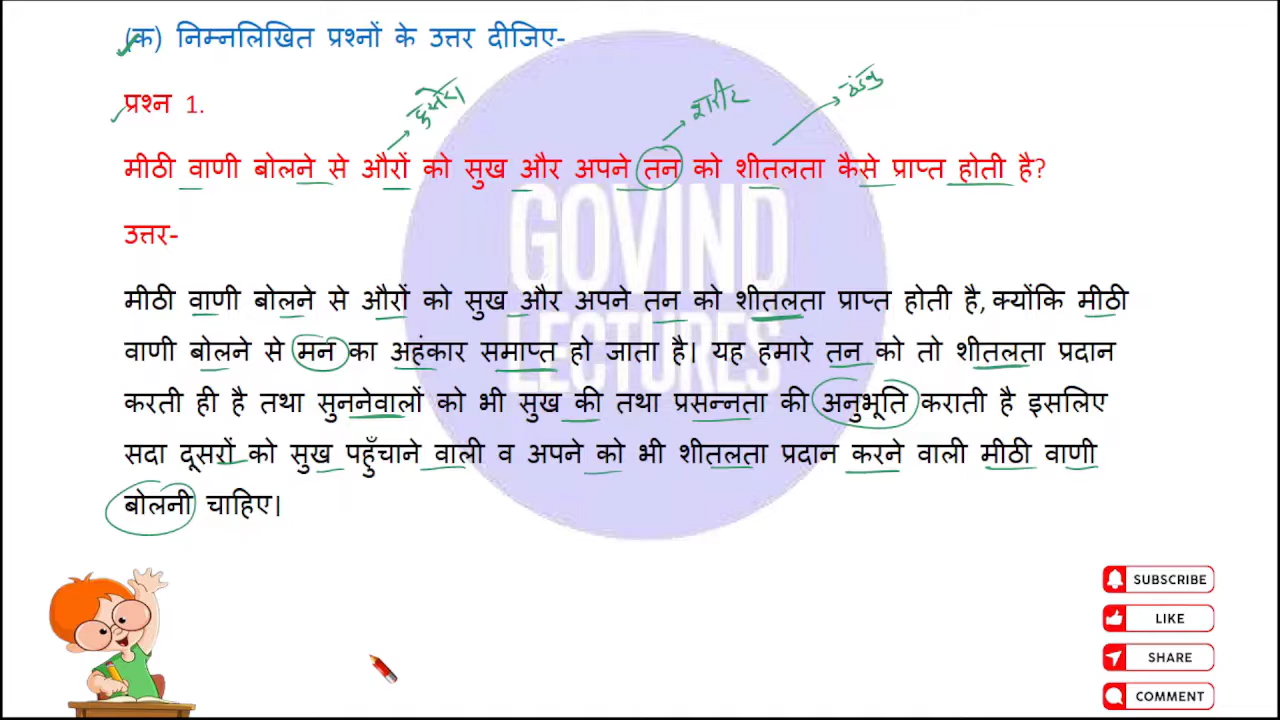 (क) निम्नलिखित प्रश्नों के उत्तर दीजिए-
प्रश्न 1.
दुसरो शरीर ठंडक
मीठी वाणी बोलने से औरों को सुख और अपने तन को शीतलता कैसे प्राप्त होती है?
उत्तर-
मीठी वाणी बोलने से औरों को सुख और अपने तन को शीतलता प्राप्त होती है, क्योंकि मीठी
वाणी बोलने से मन का अहंकार समाप्त हो जाता है। यह हमारे तन को तो शीतलता प्रदान
करती ही है तथा सुननेवालों को भी सुख की तथा प्रसन्नता की अनुभूति कराती है इसलिए
सदा दूसरों को सुख पहुँचाने वाली व अपने को भी शीतलता प्रदान करने वाली मीठी वाणी
बोलनी चाहिए।
GOVIND
LECTURES
SUBSCRIBE
LIKE
SHARE
COMMENT